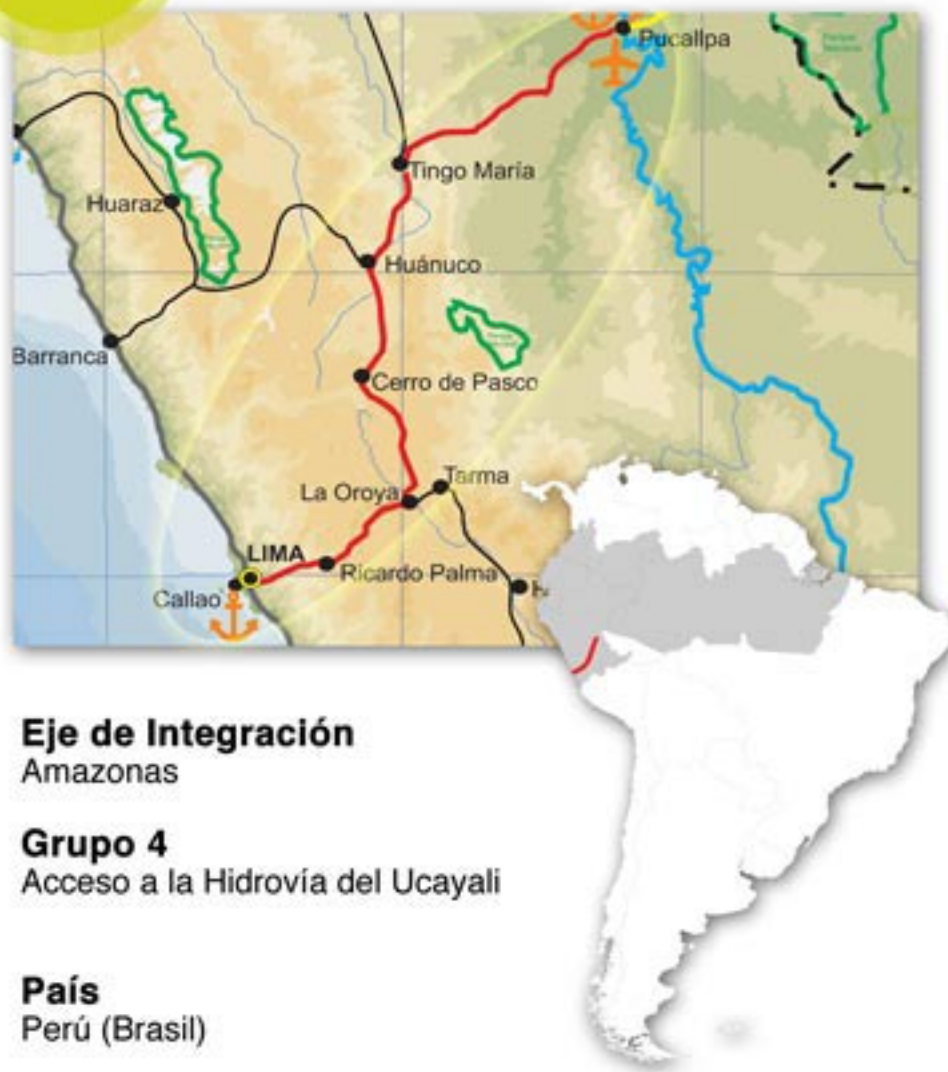 Pucallpa
Tingo María
Huaraz
Huánuco
Barranca
Cerro de Pasco
Tarma
La Oroya
LIMA
Ricardo Palma
Callao
Eje de Integración
Amazonas
Grupo 4
Acceso a la Hidrovía del Ucayali
País
Perú (Brasil)